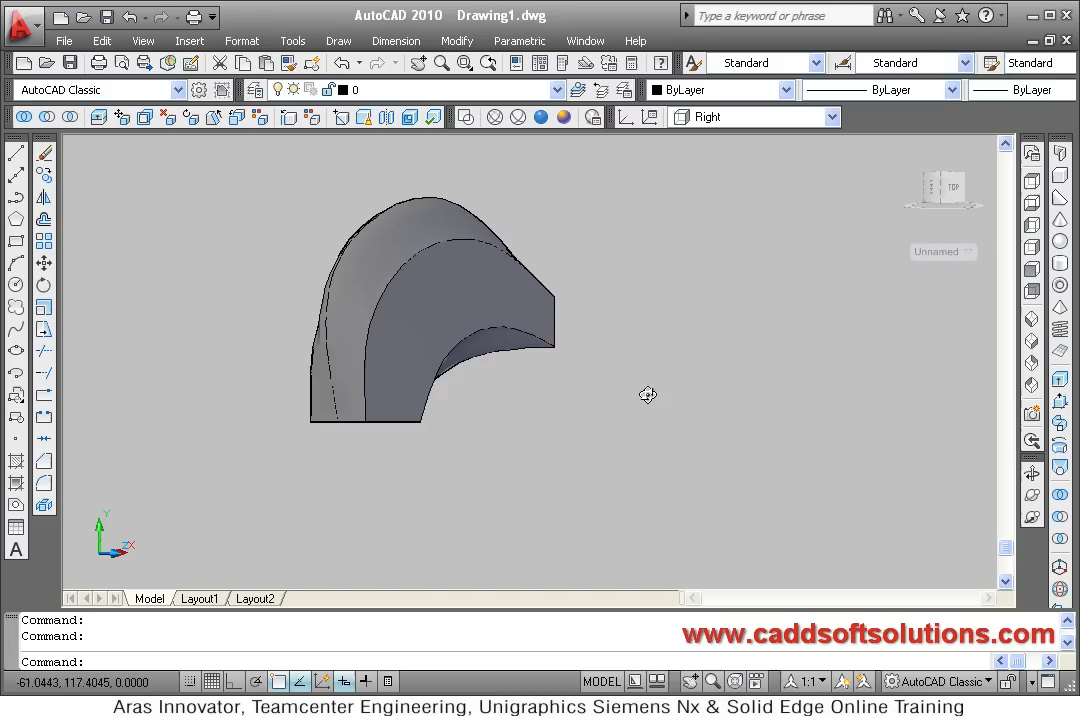 AutoCAD 2010 Drawing1.dwg
Type a keyword or phrase
File Edit View Insert Format Tools Draw Dimension Modify Parametric Window Help
Standard Standard Standard
AutoCAD Classic 0 ByLayer ByLayer ByLayer
Right
TOP
Unnamed
Y
ZX
Model Layout1 Layout2
Command:
Command:
www.caddsoftsolutions.com
Command:
-61.0443, 117.4045, 0.0000 MODEL 1:1 AutoCAD Classic
Aras Innovator, Teamcenter Engineering, Unigraphics Siemens Nx & Solid Edge Online Training